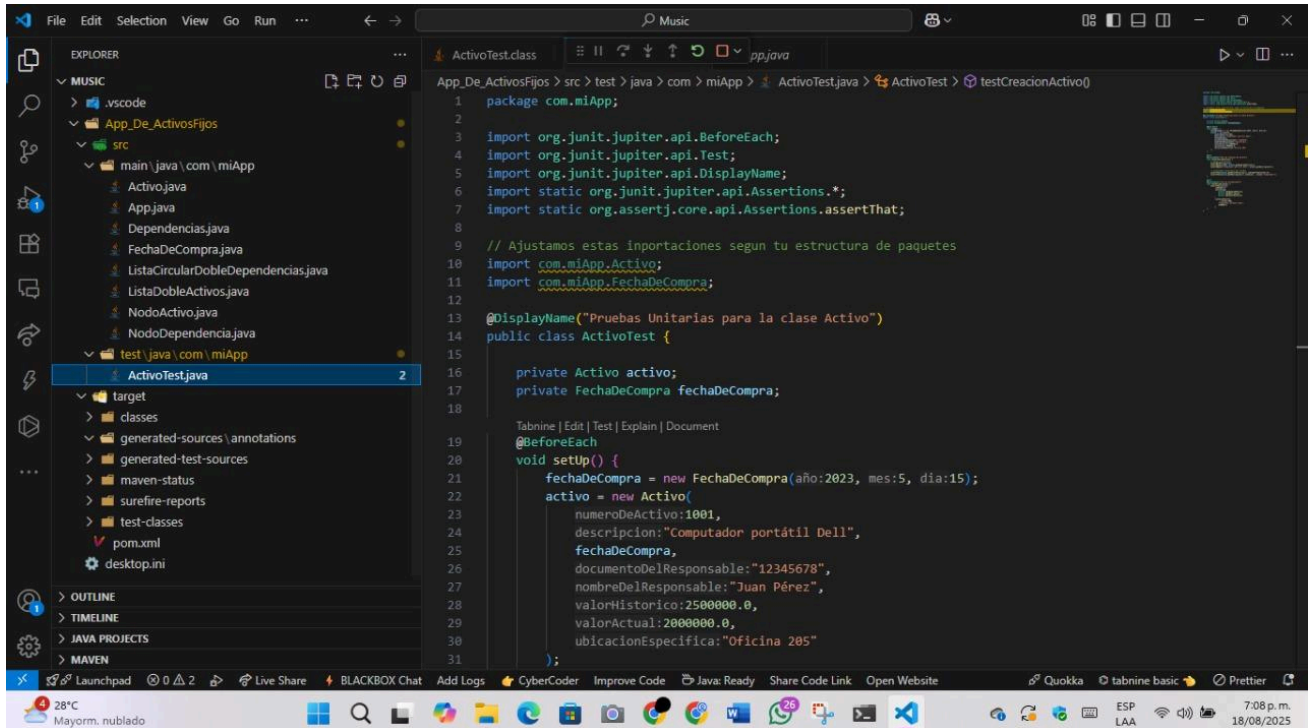 File Edit Selection View Go Run ... Music
EXPLORER ...
MUSIC
.vscode
App_De_ActivosFijos
src
main\java\com\miApp
Activo.java
App.java
Dependencias.java
FechaDeCompra.java
ListaCircularDobleDependencias.java
ListaDobleActivos.java
NodoActivo.java
NodoDependencia.java
test\java\com\miApp
ActivoTest.java 2
target
classes
generated-sources\annotations
generated-test-sources
maven-status
surefire-reports
test-classes
pom.xml
desktop.ini
OUTLINE
TIMELINE
JAVA PROJECTS
MAVEN
ActivoTest.class pp.java
App_De_ActivosFijos > src > test > java > com > miApp > ActivoTest.java > ActivoTest > testCreacionActivo()
1 package com.miApp;
2
3 import org.junit.jupiter.api.BeforeEach;
4 import org.junit.jupiter.api.Test;
5 import org.junit.jupiter.api.DisplayName;
6 import static org.junit.jupiter.api.Assertions.*;
7 import static org.assertj.core.api.Assertions.assertThat;
8
9 // Ajustamos estas inportaciones segun tu estructura de paquetes
10 import com.miApp.Activo;
11 import com.miApp.FechaDeCompra;
12
13 @DisplayName("Pruebas Unitarias para la clase Activo")
14 public class ActivoTest {
15
16 private Activo activo;
17 private FechaDeCompra fechaDeCompra;
18
Tabnine | Edit | Test | Explain | Document
19 @BeforeEach
20 void setUp() {
21 fechaDeCompra = new FechaDeCompra(año:2023, mes:5, dia:15);
22 activo = new Activo(
23 numeroDeActivo:1001,
24 descripcion:"Computador portátil Dell",
25 fechaDeCompra,
26 documentoDelResponsable:"12345678",
27 nombreDelResponsable:"Juan Pérez",
28 valorHistorico:2500000.0,
29 valorActual:2000000.0,
30 ubicacionEspecifica:"Oficina 205"
31 );
Launchpad 0 2 Live Share BLACKBOX Chat Add Logs CyberCoder Improve Code Java: Ready Share Code Link Open Website Quokka tabnine basic Prettier
28°C
Mayorm. nublado
26
ESP
LAA
7:08 p. m.
18/08/2025